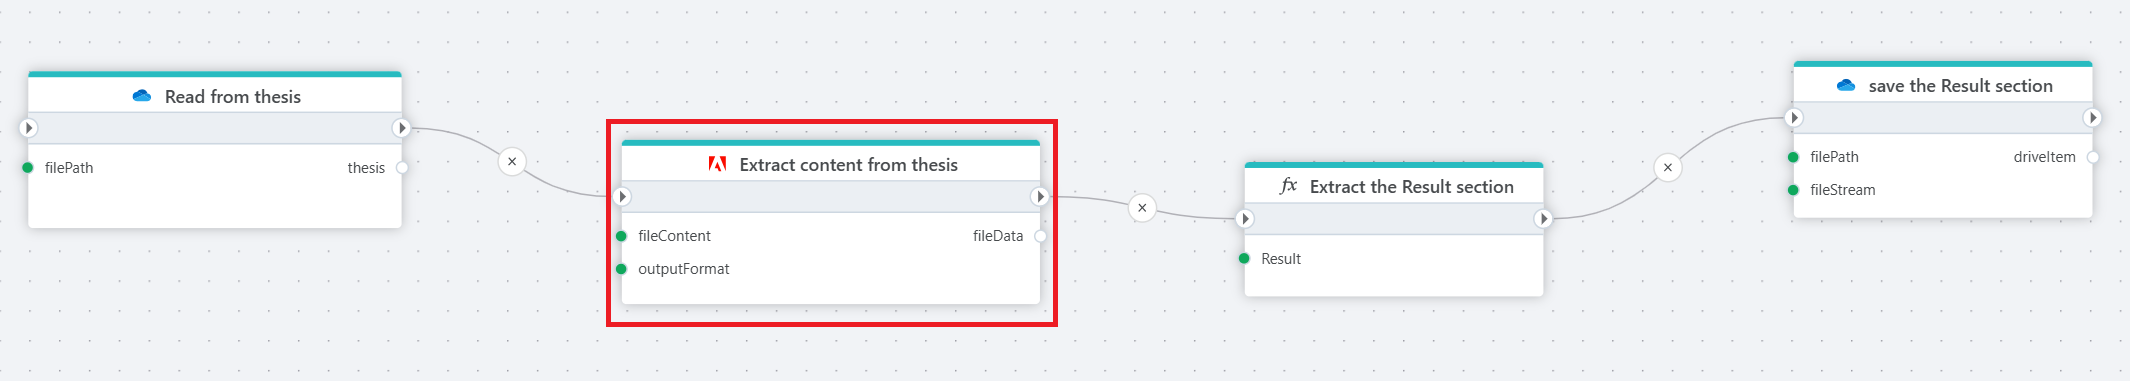 Read from thesis
filePath
thesis
Extract content from thesis
fileContent
fileData
outputFormat
fx Extract the Result section
Result
save the Result section
filePath
driveItem
fileStream